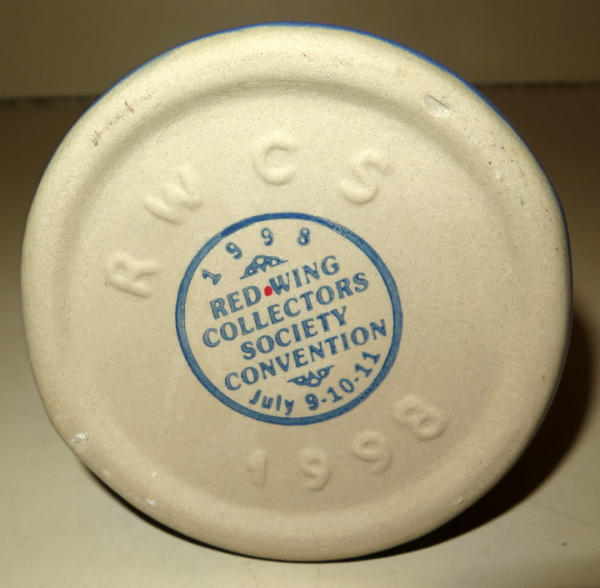 RWCS
1998
RED WING
COLLECTORS
SOCIETY
CONVENTION
July 9-10-11
1998